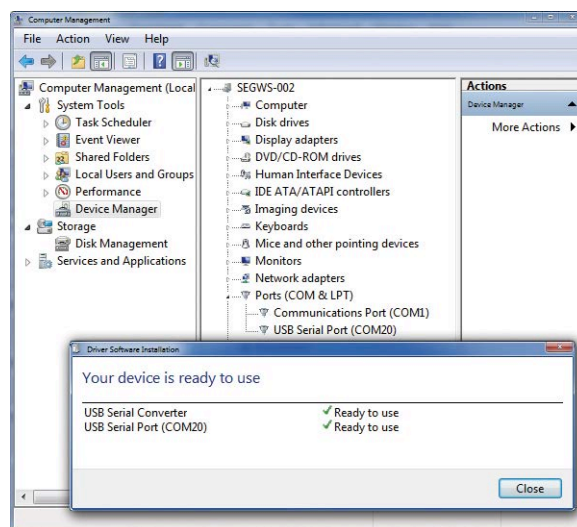 Computer Management
File Action View Help
Computer Management (Local
System Tools
Task Scheduler
Event Viewer
Shared Folders
Local Users and Groups
Performance
Device Manager
Storage
Disk Management
Services and Applications
SEGWS-002
Computer
Disk drives
Display adapters
DVD/CD-ROM drives
Human Interface Devices
IDE ATA/ATAPI controllers
Imaging devices
Keyboards
Mice and other pointing devices
Monitors
Network adapters
Ports (COM & LPT)
Communications Port (COM1)
USB Serial Port (COM20)
Actions
Device Manager
More Actions
Driver Software Installation
Your device is ready to use
USB Serial Converter Ready to use
USB Serial Port (COM20) Ready to use
Close